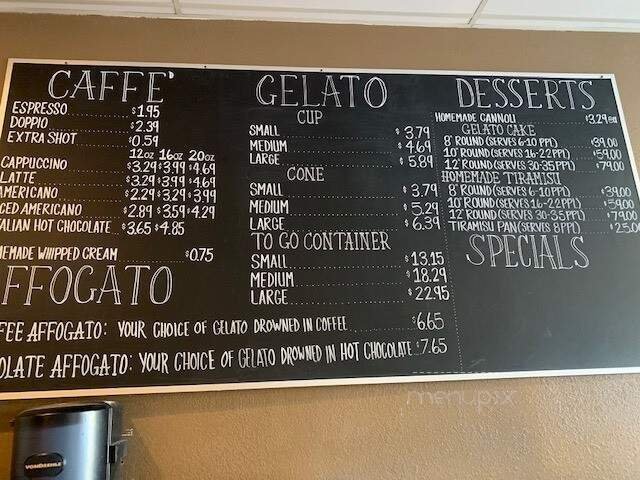 CAFFE'
ESPRESSO $1.95
DOPPIO $2.39
EXTRA SHOT $0.59
12oz 16oz 20oz
CAPPUCCINO $3.29 $3.99 $4.69
LATTE $3.29 $3.99 $4.69
AMERICANO $2.29 $3.29 $3.99
CED AMERICANO $2.89 $3.59 $4.29
ALIAN HOT CHOCOLATE $3.65 $4.85
EMADE WHIPPED CREAM $0.75
FFOGATO
FEE AFFOGATO: YOUR CHOICE OF GELATO DROWNED IN COFFEE $6.65
OLATE AFFOGATO: YOUR CHOICE OF GELATO DROWNED IN HOT CHOCOLATE $7.65
GELATO
CUP
SMALL $3.79
MEDIUM $4.69
LARGE $5.89
CONE
SMALL $3.79
MEDIUM $5.29
LARGE $6.39
TO GO CONTAINER
SMALL $13.15
MEDIUM $18.29
LARGE $22.95
DESSERTS
HOMEMADE CANNOLI $3.29 ea
GELATO CAKE
8" ROUND (SERVES 6-10 PPL) $39.00
10" ROUND (SERVES 16-22 PPL) $59.00
12" ROUND (SERVES 30-35 PPL) $79.00
HOMEMADE TIRAMISU
8" ROUND (SERVES 6-10 PPL) $39.00
10" ROUND (SERVES 16-22 PPL) $59.00
12" ROUND (SERVES 30-35 PPL) $79.00
TIRAMISU PAN (SERVES 8 PPL) $25.00
SPECIALS
menupix